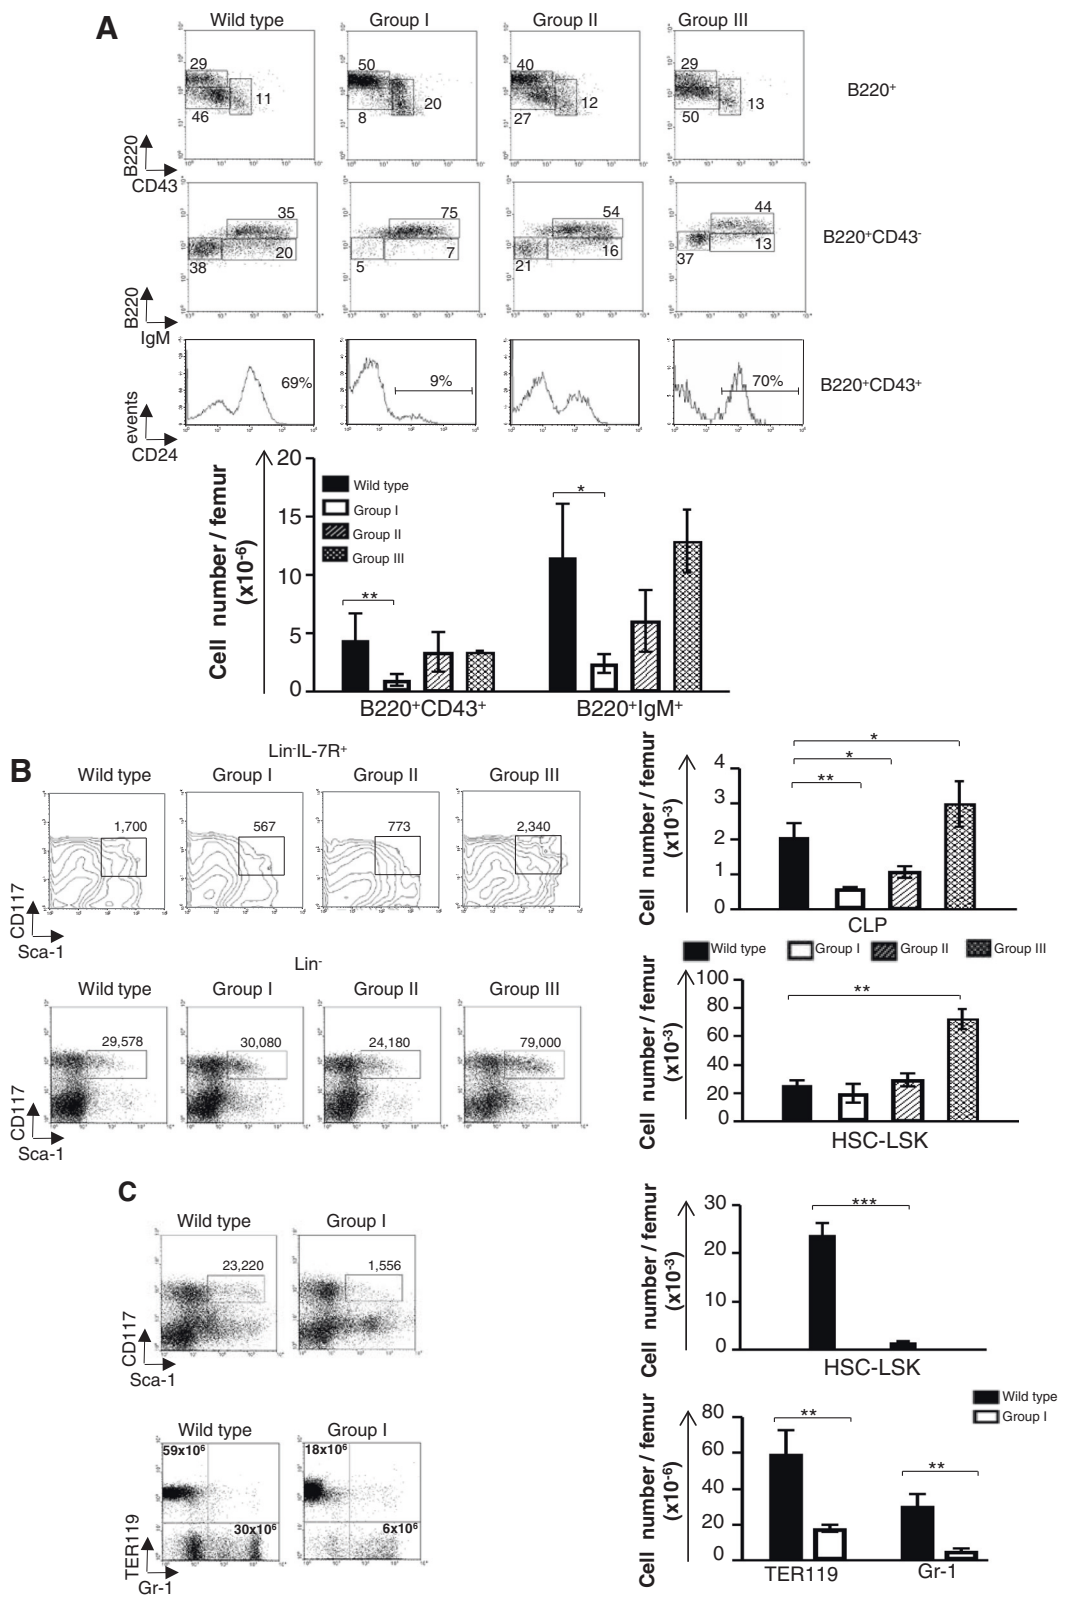 A
Wild type Group I Group II Group III
29 11 46
50 20 8
40 12 27
29 13 50
B220⁺
B220
CD43
35 20 38
75 7 5
54 16 21
44 13 37
B220⁺CD43⁻
B220
IgM
69% 9% 70%
B220⁺CD43⁺
events
CD24
Cell number / femur
(x10⁻⁶)
20
15
10
5
0
Wild type
Group I
Group II
Group III
** *
B220⁺CD43⁺ B220⁺IgM⁺
B
Lin⁻IL-7R⁺
Wild type Group I Group II Group III
1,700 567 773 2,340
CD117
Sca-1
Cell number / femur
(x10⁻³)
4
3
2
1
0
*
*
**
CLP
Wild type Group I Group II Group III
Lin⁻
Wild type Group I Group II Group III
29,578 30,080 24,180 79,000
CD117
Sca-1
Cell number / femur
(x10⁻³)
100
80
60
40
20
0
**
HSC-LSK
C
Wild type Group I
23,220 1,556
CD117
Sca-1
Cell number / femur
(x10⁻³)
30
20
10
0
***
HSC-LSK
Wild type Group I
59x10⁶ 18x10⁶
30x10⁶ 6x10⁶
TER119
Gr-1
Wild type
Group I
Cell number / femur
(x10⁻⁶)
80
60
40
20
0
** **
TER119 Gr-1